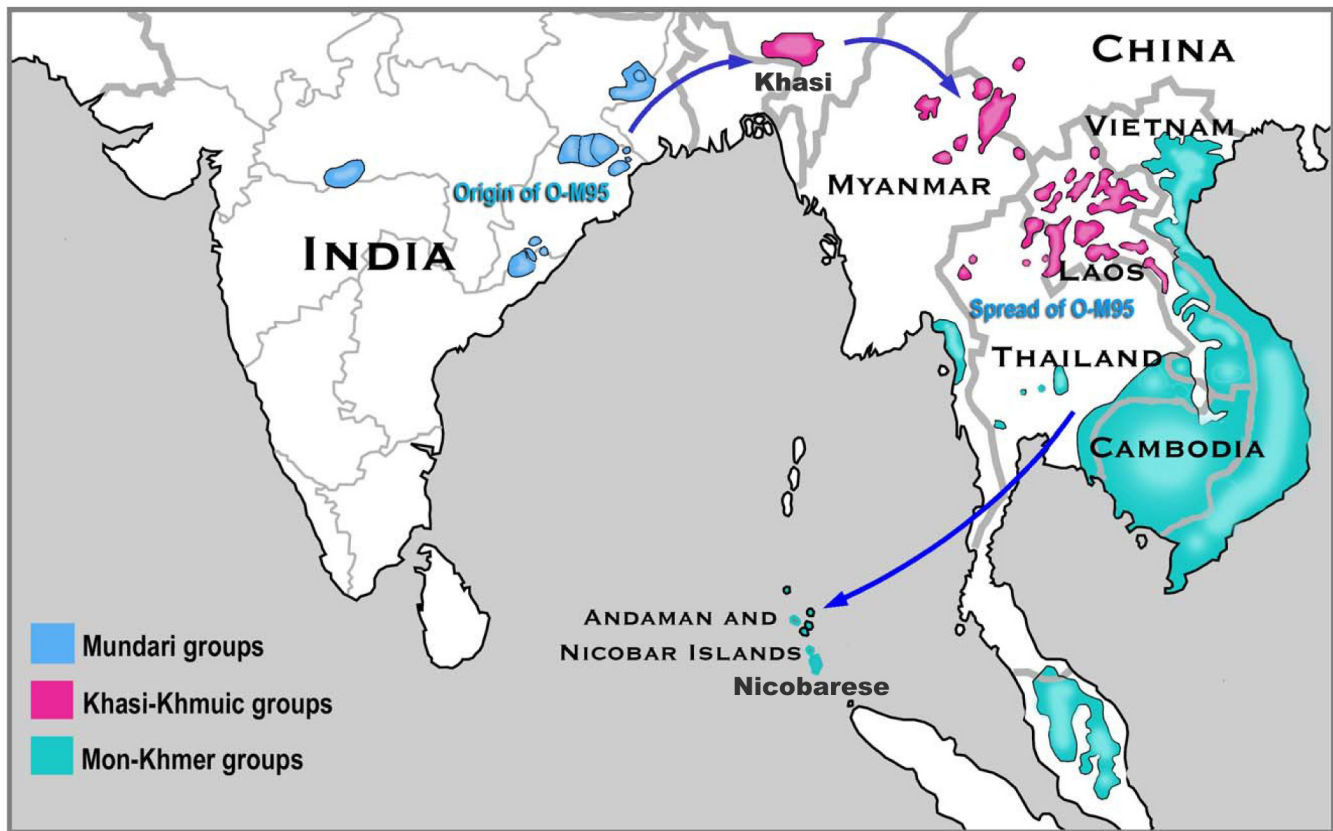 CHINA
Khasi
VIETNAM
MYANMAR
Origin of O-M95
INDIA
LAOS
Spread of O-M95
THAILAND
CAMBODIA
ANDAMAN AND
NICOBAR ISLANDS
Nicobarese
Mundari groups
Khasi-Khmuic groups
Mon-Khmer groups